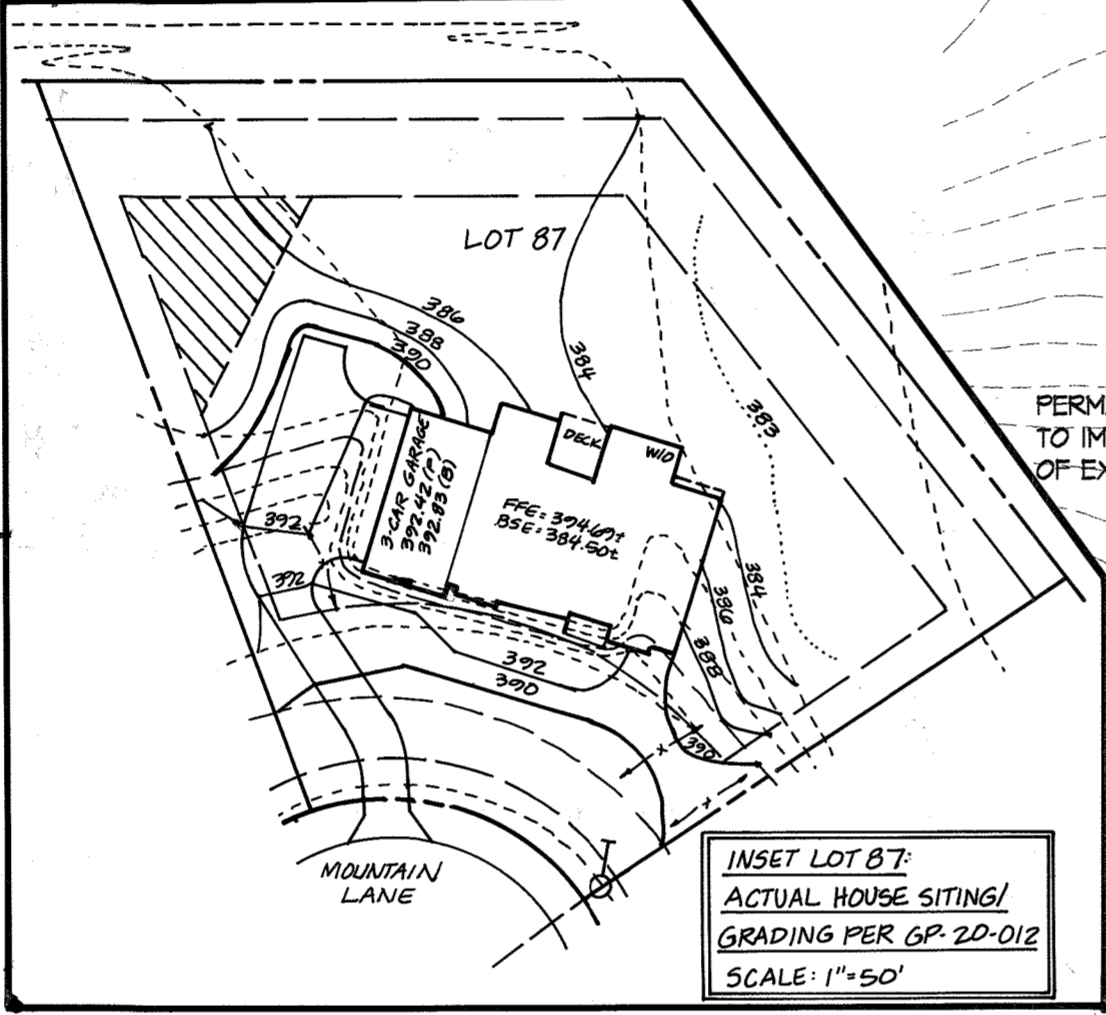 LOT 87
386
388
390
384
383
PERM
TO IM
OF EX
DECK
W/O
3-CAR GARAGE
392.42 (P)
392.83 (B)
FFE = 394.69±
BSE = 384.50±
392
392
384
386
388
392
390
390
x
x
MOUNTAIN
LANE
INSET LOT 87:
ACTUAL HOUSE SITING/
GRADING PER GP-20-012
SCALE: 1"=50'